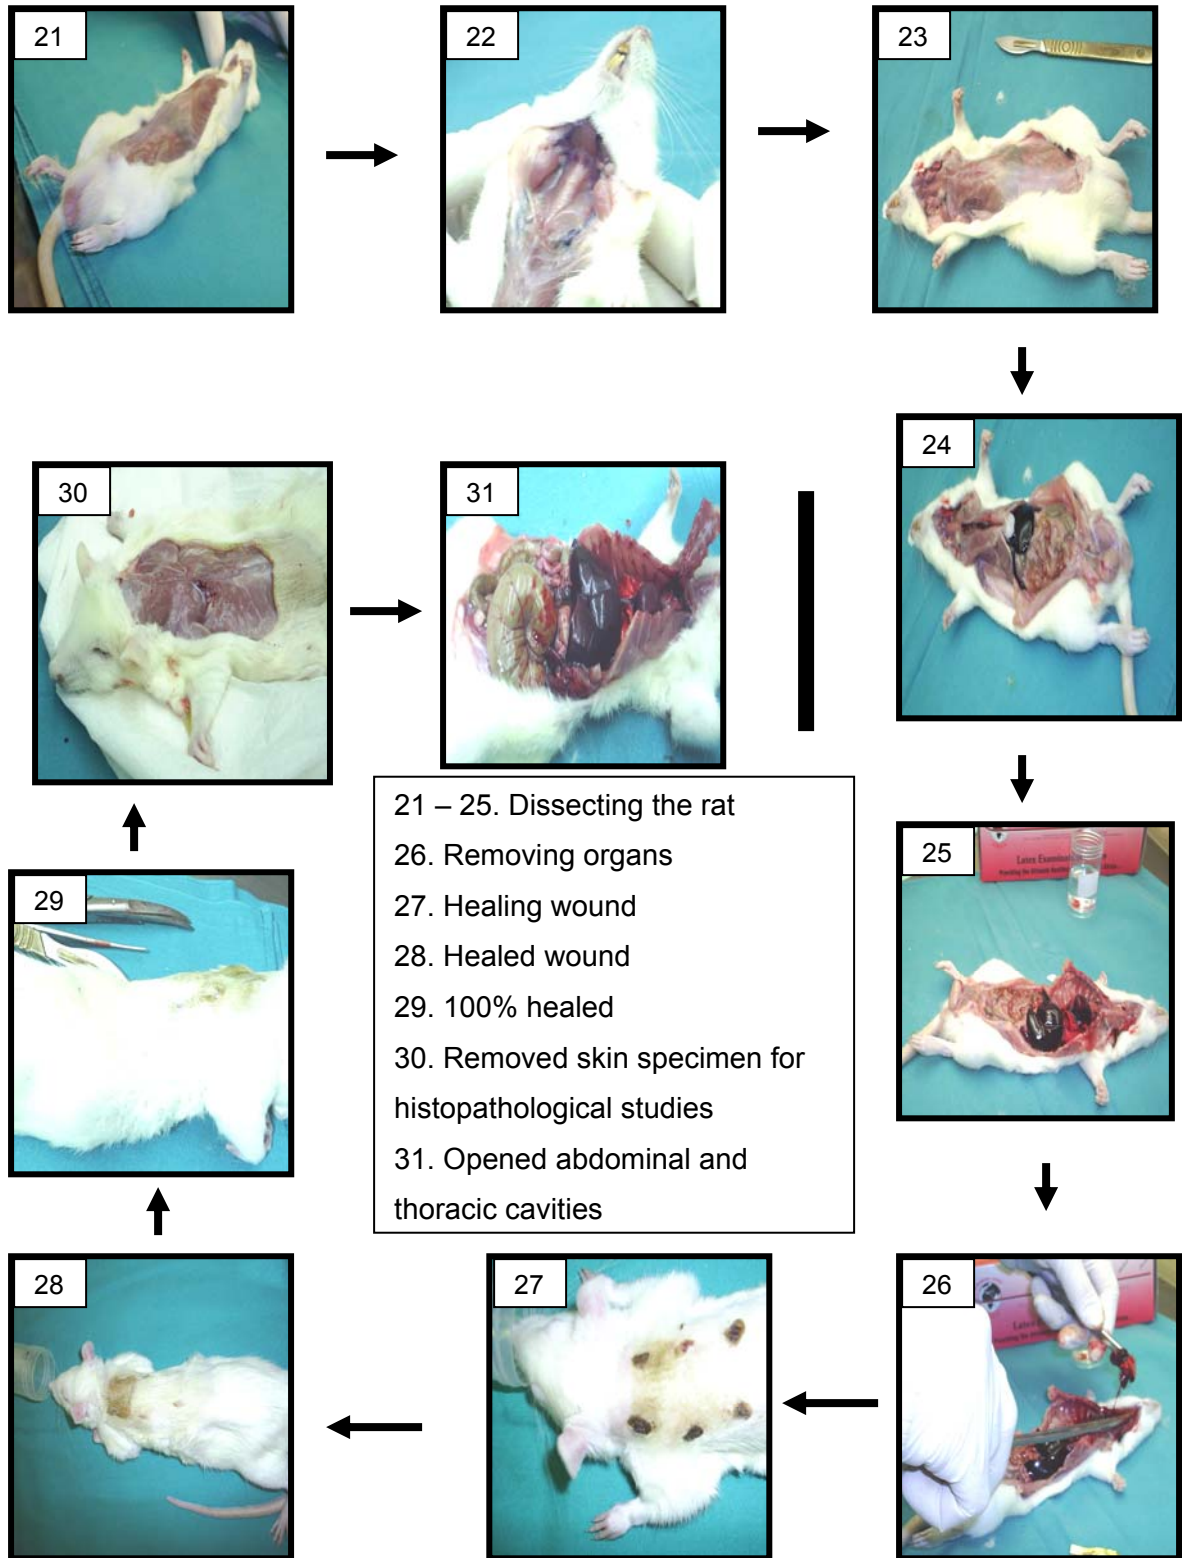 21
22
23
24
30
31
21 – 25. Dissecting the rat
26. Removing organs
27. Healing wound
28. Healed wound
29. 100% healed
30. Removed skin specimen for
histopathological studies
31. Opened abdominal and
thoracic cavities
25
Latex
29
28
27
26